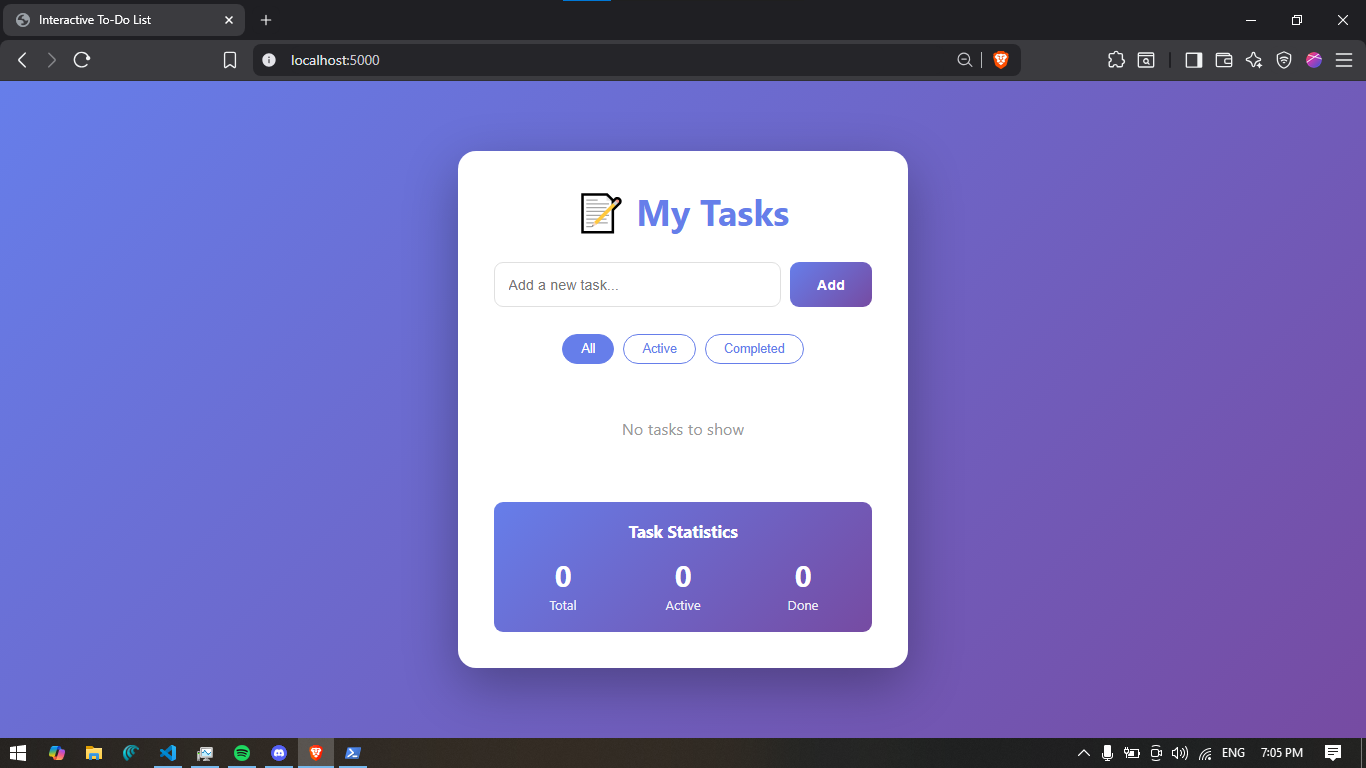 Interactive To-Do List
localhost:5000
📝 My Tasks
Add a new task...
Add
All
Active
Completed
No tasks to show
Task Statistics
0
0
0
Total
Active
Done
ENG
7:05 PM